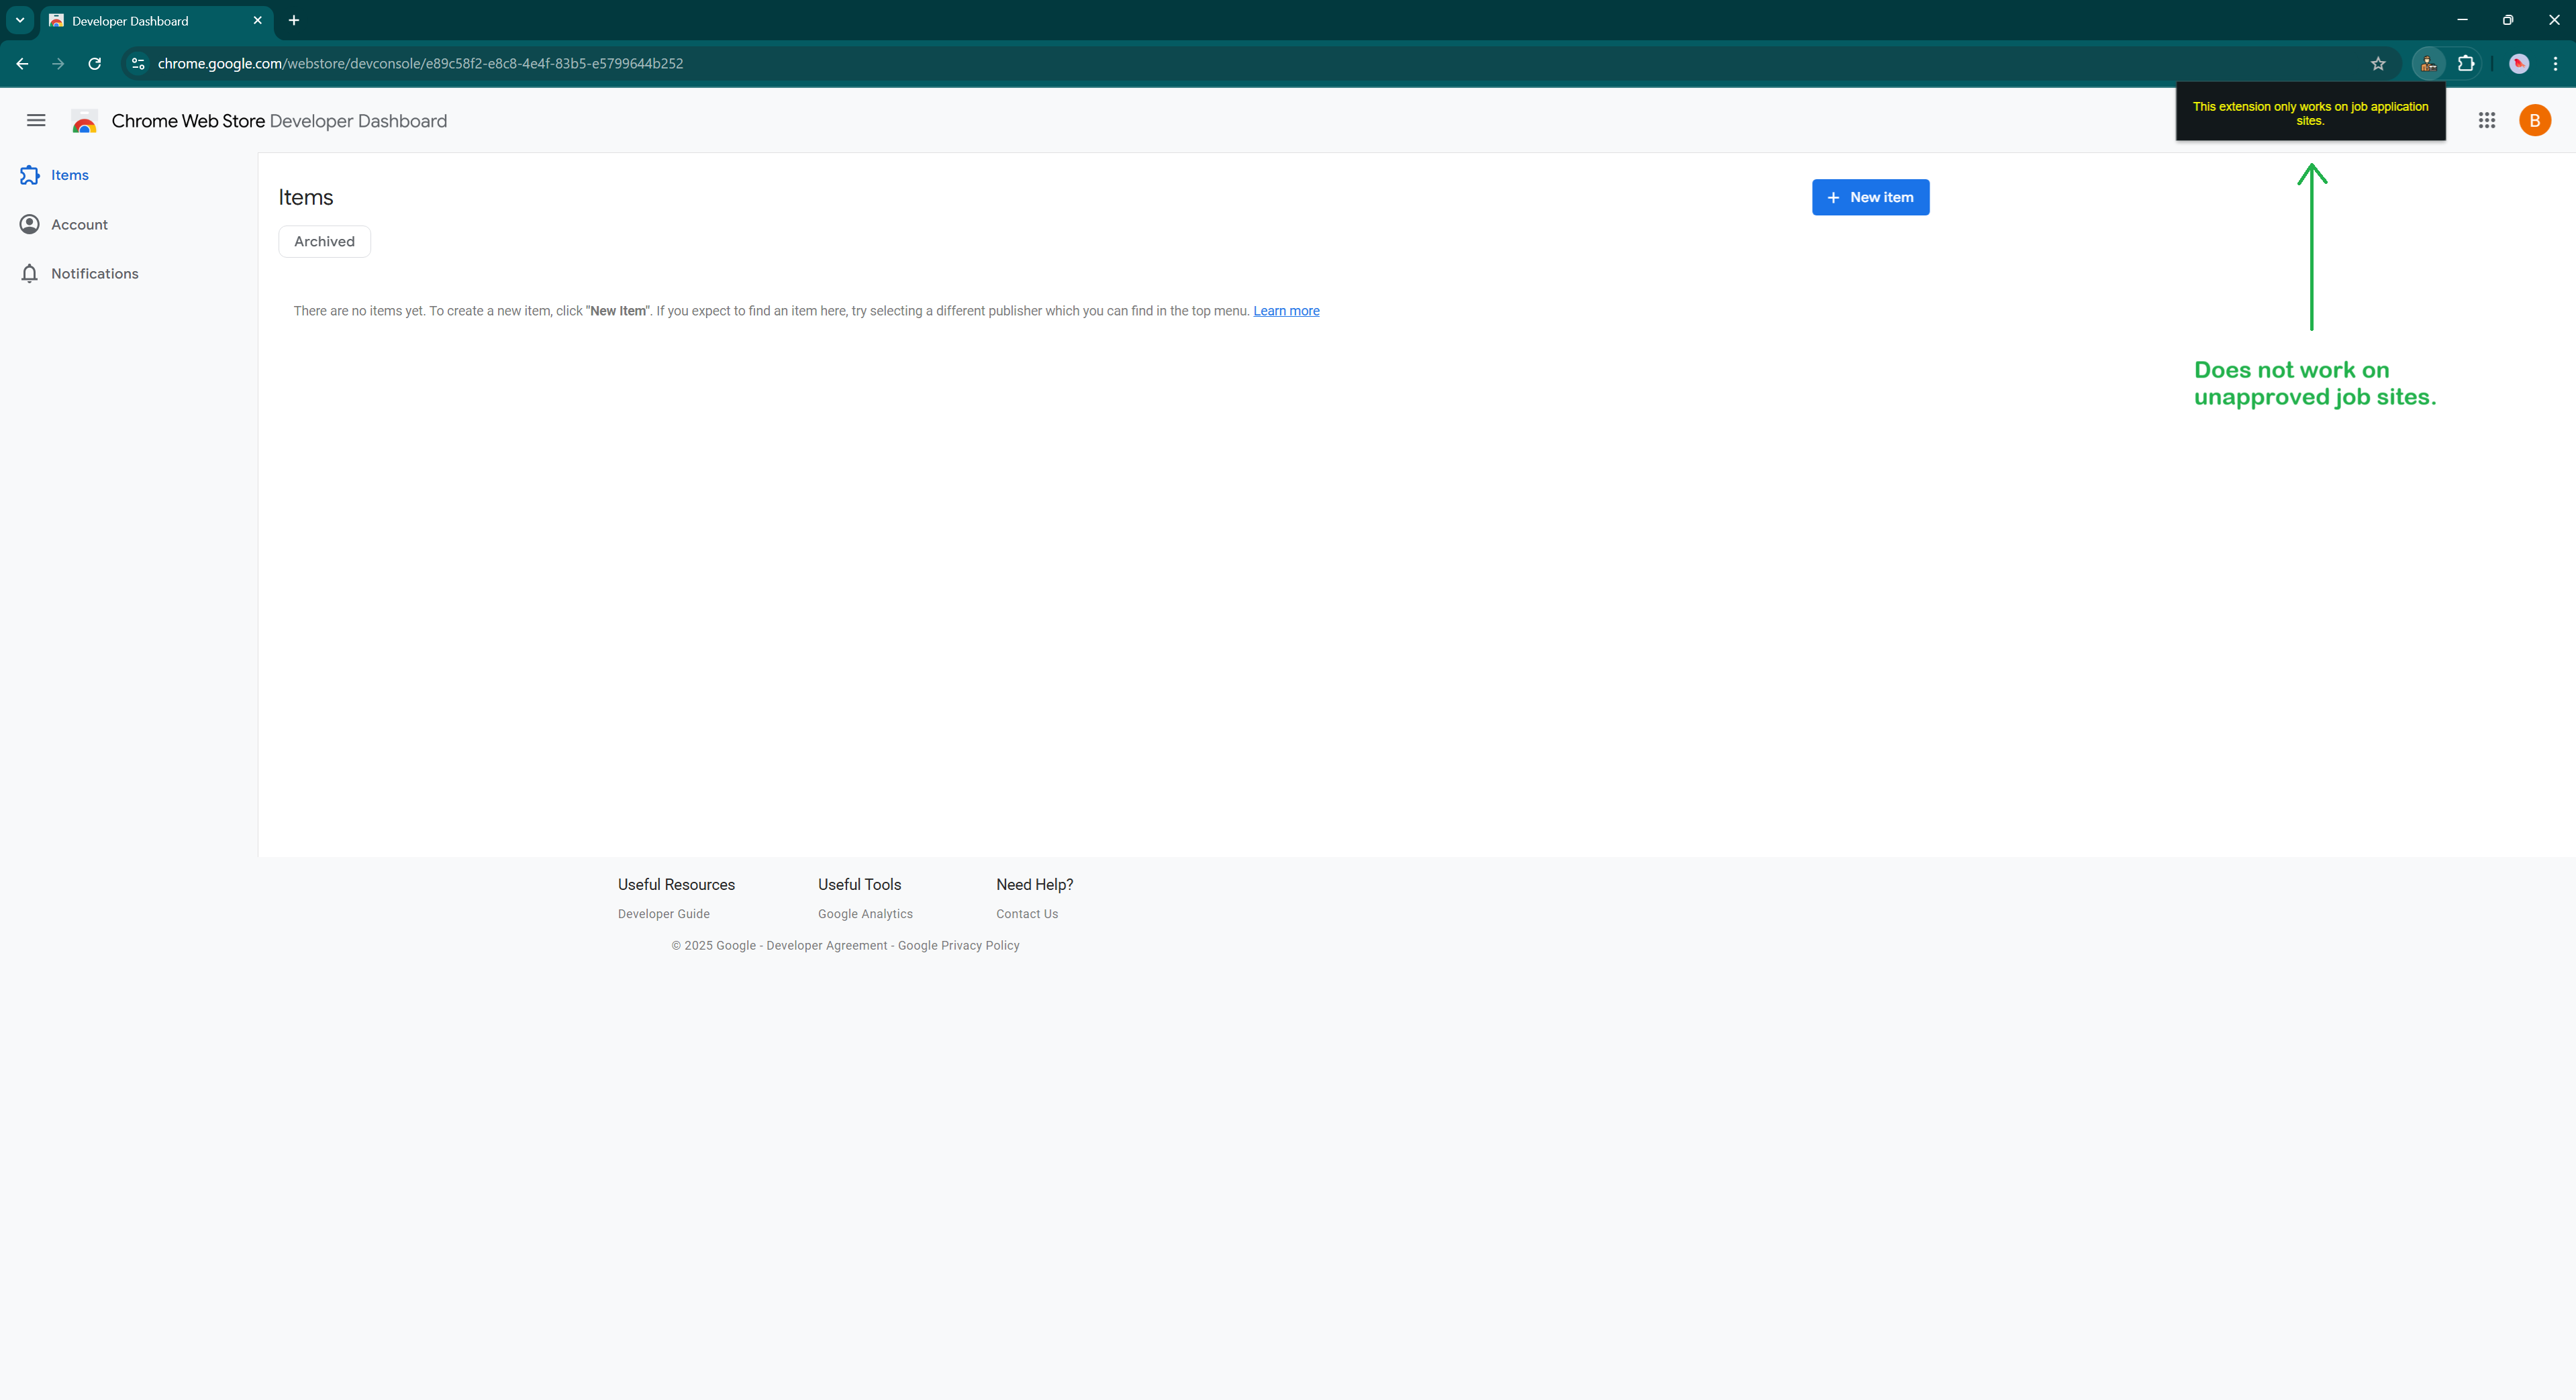 Developer Dashboard
chrome.google.com/webstore/devconsole/e89c58f2-e8c8-4e4f-83b5-e5799644b252
This extension only works on job application
sites.
Chrome Web Store Developer Dashboard
B
Items
Account
Notifications
Items
New item
Archived
There are no items yet. To create a new item, click "New Item". If you expect to find an item here, try selecting a different publisher which you can find in the top menu. Learn more
Does not work on
unapproved job sites.
Useful Resources
Useful Tools
Need Help?
Developer Guide
Google Analytics
Contact Us
© 2025 Google - Developer Agreement - Google Privacy Policy